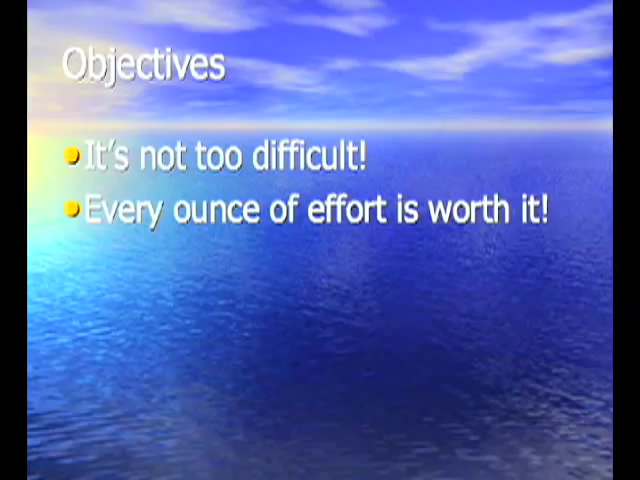 Objectives
It's not too difficult!
Every ounce of effort is worth it!